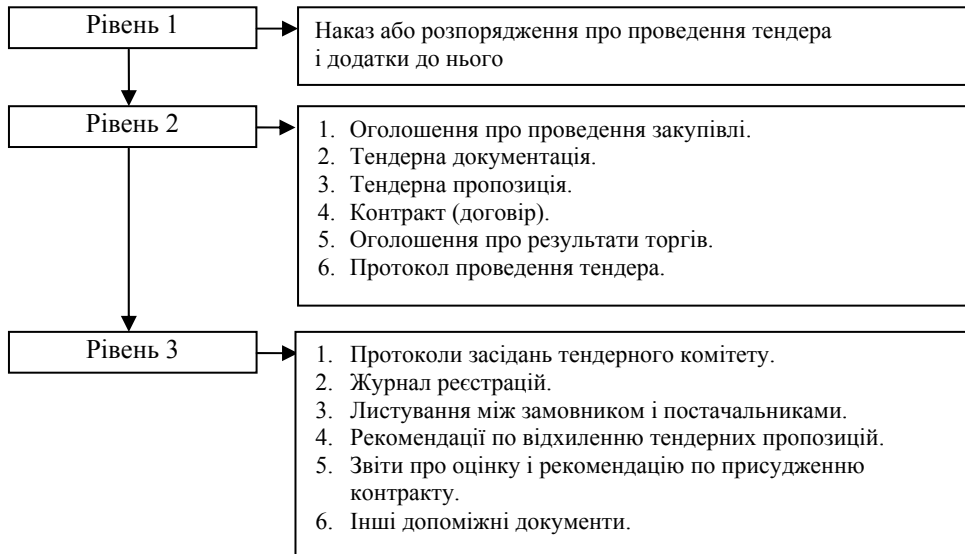 Рівень 1
Наказ або розпорядження про проведення тендера
і додатки до нього
Рівень 2
1. Оголошення про проведення закупівлі.
2. Тендерна документація.
3. Тендерна пропозиція.
4. Контракт (договір).
5. Оголошення про результати торгів.
6. Протокол проведення тендера.
Рівень 3
1. Протоколи засідань тендерного комітету.
2. Журнал реєстрацій.
3. Листування між замовником і постачальниками.
4. Рекомендації по відхиленню тендерних пропозицій.
5. Звіти про оцінку і рекомендацію по присудженню
контракту.
6. Інші допоміжні документи.